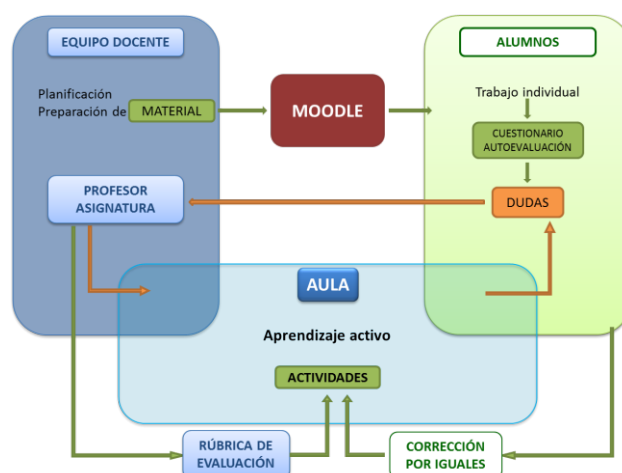 EQUIPO DOCENTE
ALUMNOS
Planificación
Preparación de MATERIAL
MOODLE
Trabajo individual
CUESTIONARIO
AUTOEVALUACIÓN
PROFESOR
ASIGNATURA
DUDAS
AULA
Aprendizaje activo
ACTIVIDADES
RÚBRICA DE
EVALUACIÓN
CORRECCIÓN
POR IGUALES